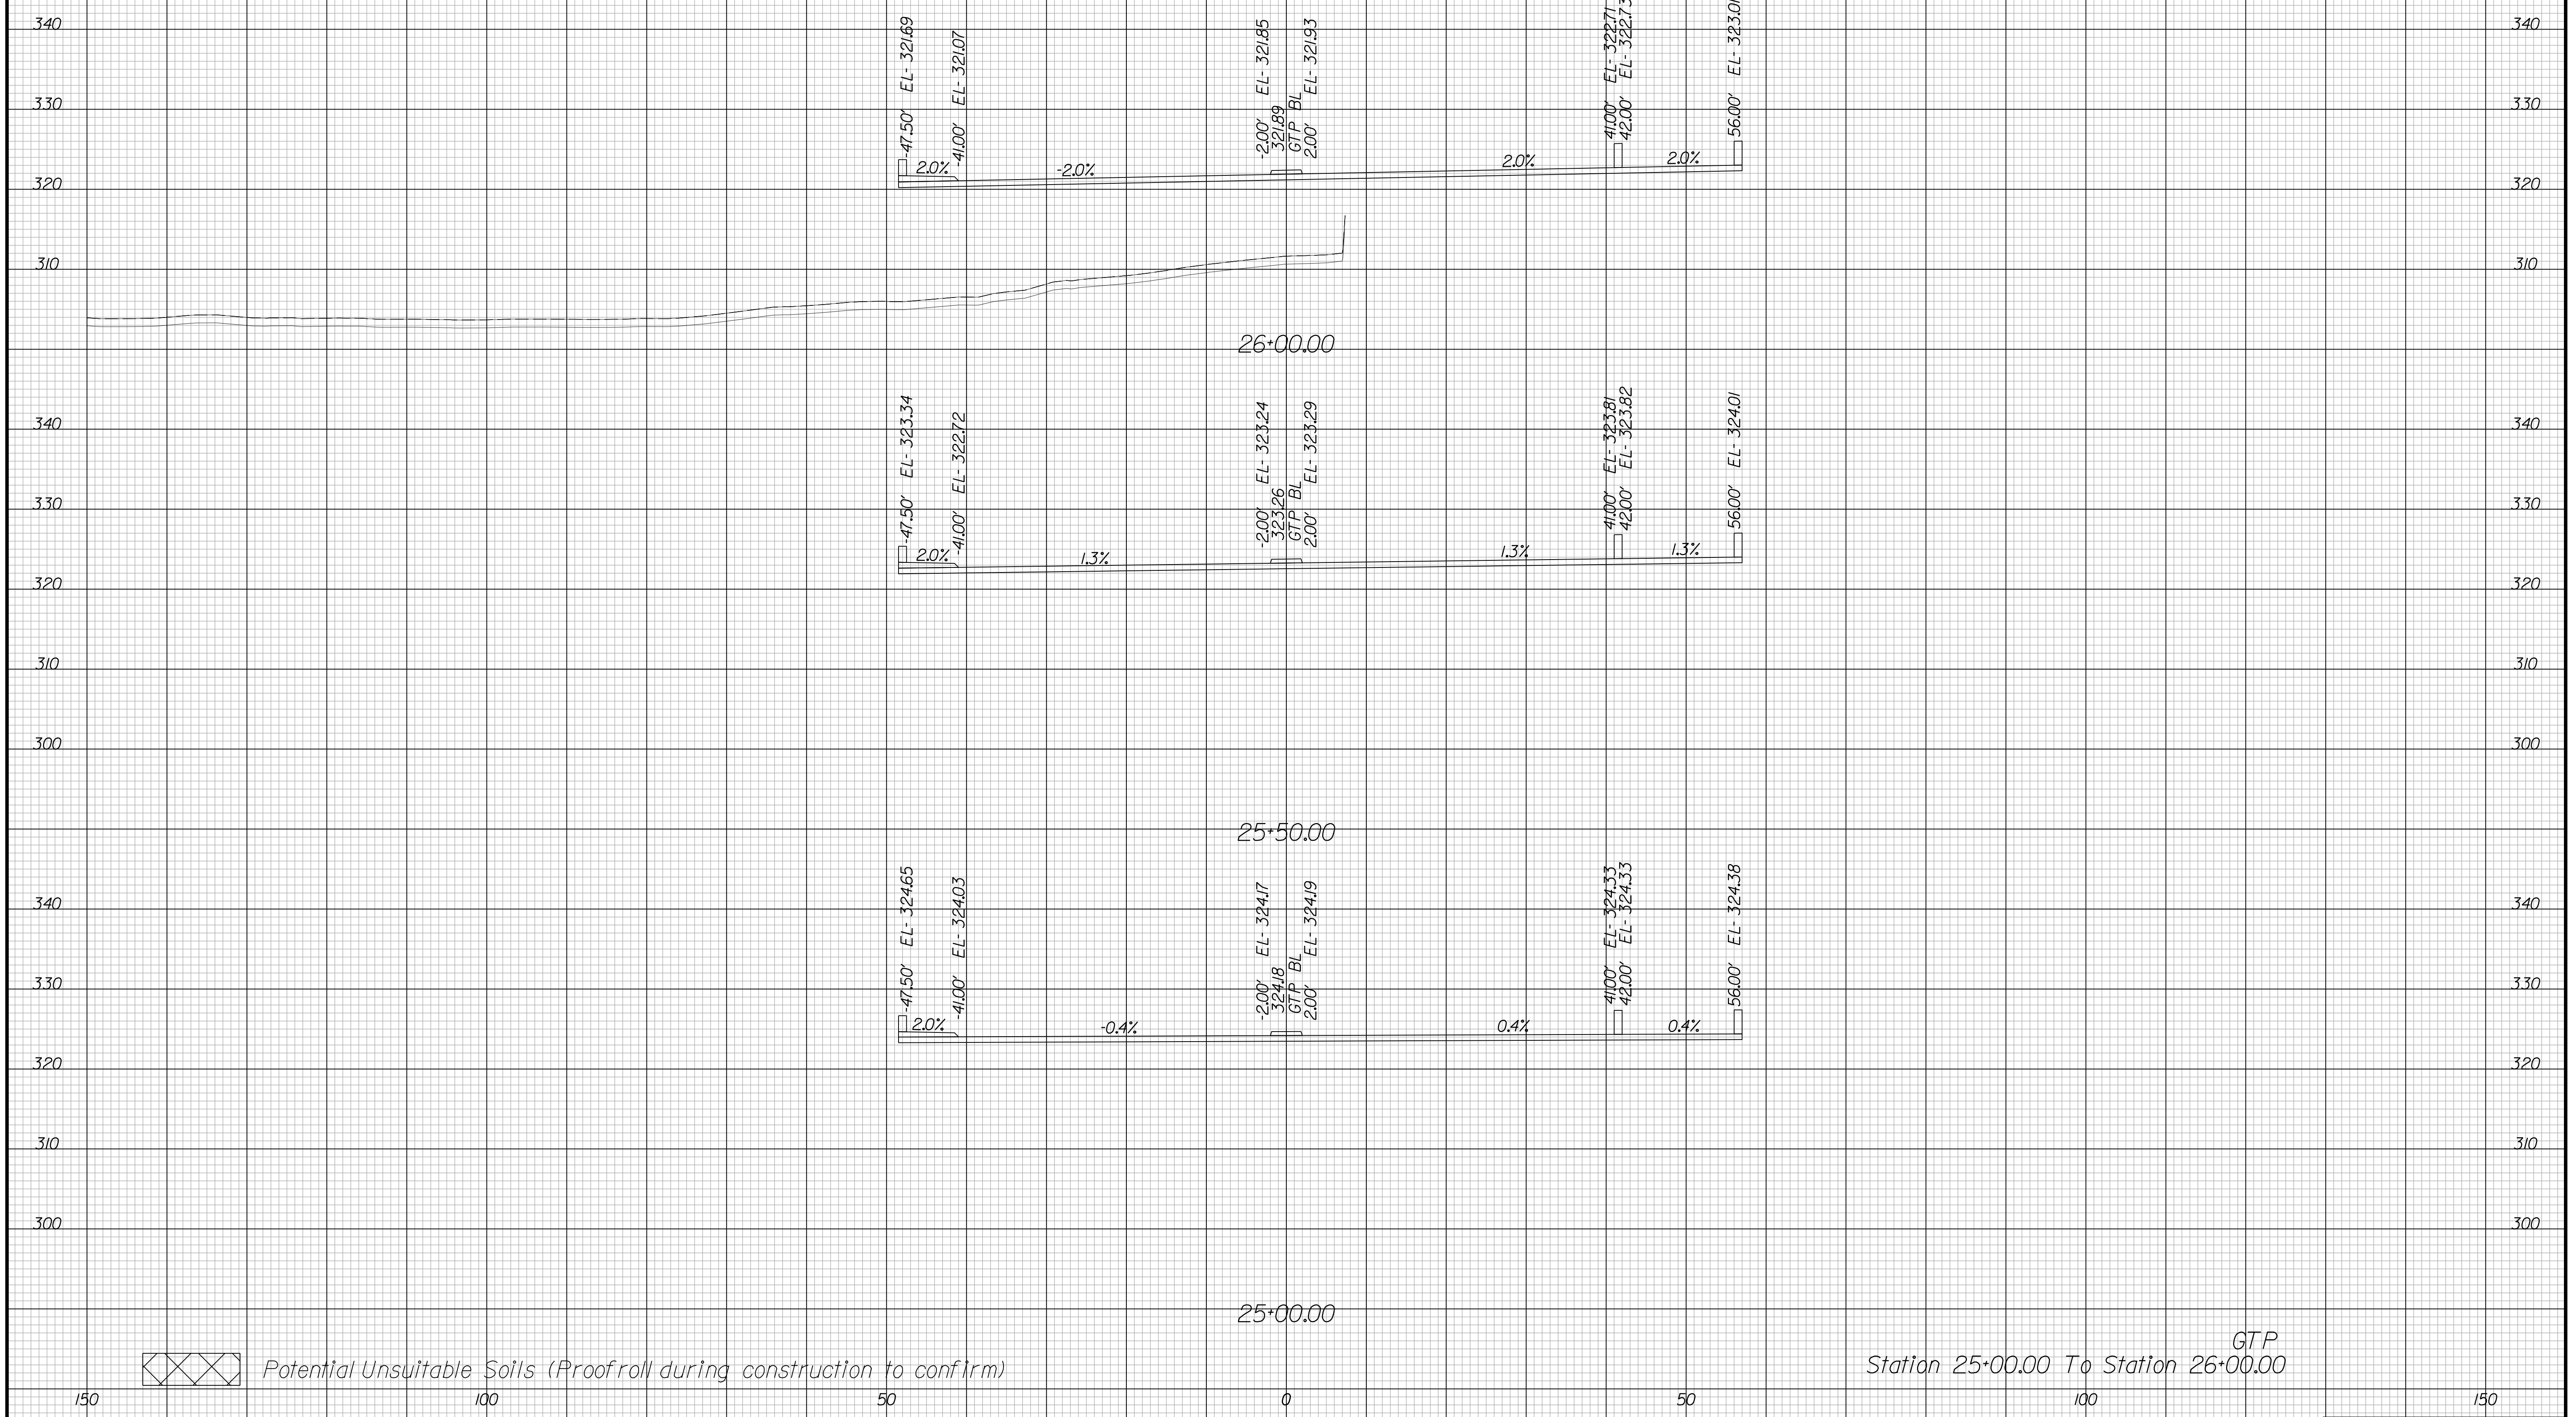 340 340
-47.50' EL- 321.69
-41.00' EL- 321.07
-2.00' EL- 321.85
321.89
GTP BL
2.00' EL- 321.93
41.00' EL- 322.71
42.00' EL- 322.73
56.00' EL- 323.01
330 330
2.0% -2.0% 2.0% 2.0%
320 320
310 310
26+00.00
-47.50' EL- 323.34
-41.00' EL- 322.72
-2.00' EL- 323.24
323.26
GTP BL
2.00' EL- 323.29
41.00' EL- 323.81
42.00' EL- 323.82
56.00' EL- 324.01
340 340
330 330
2.0% 1.3% 1.3% 1.3%
320 320
310 310
300 300
25+50.00
-47.50' EL- 324.65
-41.00' EL- 324.03
-2.00' EL- 324.17
324.18
GTP BL
2.00' EL- 324.19
41.00' EL- 324.33
42.00' EL- 324.33
56.00' EL- 324.38
340 340
330 330
2.0% -0.4% 0.4% 0.4%
320 320
310 310
300 300
25+00.00
GTP
Potential Unsuitable Soils (Proofroll during construction to confirm)
Station 25+00.00 To Station 26+00.00
150 100 50 0 50 100 150